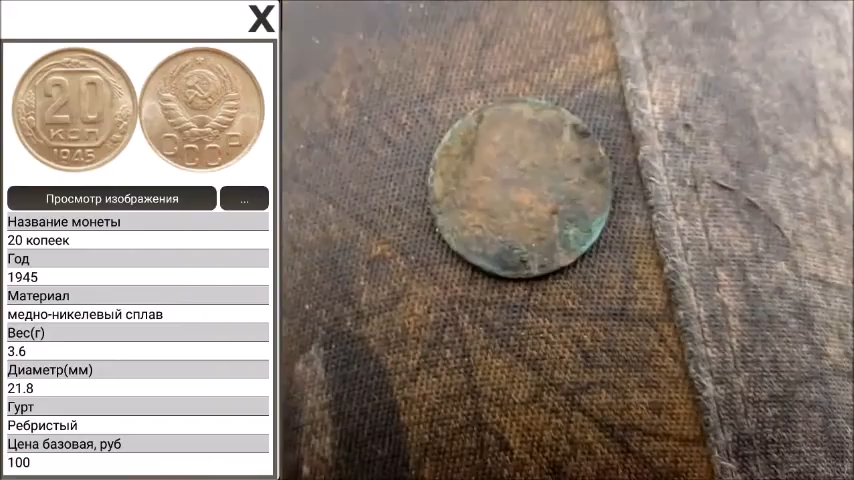 X
20
КОП
1945
СССР
Просмотр изображения
...
Название монеты
20 копеек
Год
1945
Материал
медно-никелевый сплав
Вес(г)
3.6
Диаметр(мм)
21.8
Гурт
Ребристый
Цена базовая, руб
100